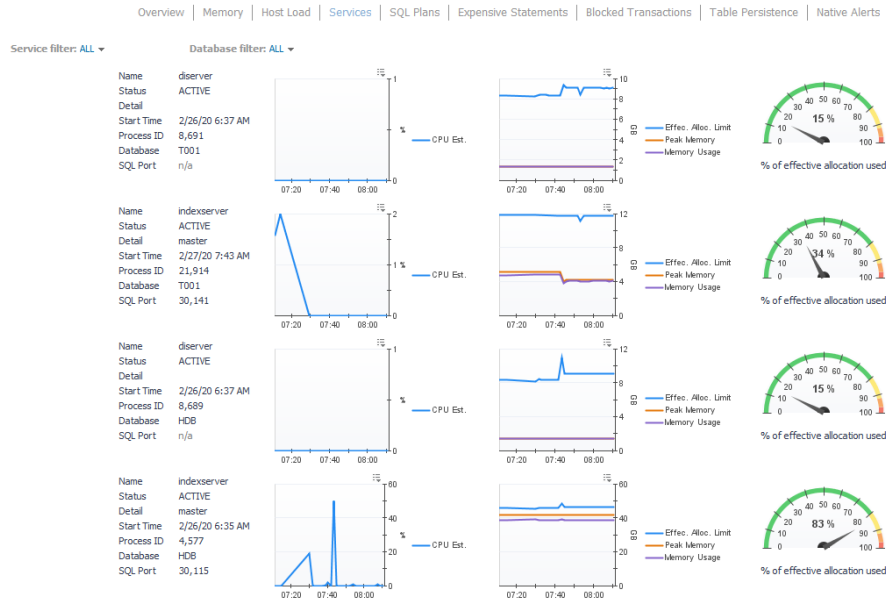 Overview | Memory | Host Load | Services | SQL Plans | Expensive Statements | Blocked Transactions | Table Persistence | Native Alerts
Service filter: ALL Database filter: ALL
Name diserver
Status ACTIVE
Detail
Start Time 2/26/20 6:37 AM
Process ID 8,691
Database T001
SQL Port n/a
1
0
%
07:20 07:40 08:00
CPU Est.
10
8
6
4
2
0
GB
07:20 07:40 08:00
Effec. Alloc. Limit
Peak Memory
Memory Usage
0 10 20 30 40 50 60 70 80 90 100
15 %
% of effective allocation used
Name indexserver
Status ACTIVE
Detail master
Start Time 2/27/20 7:43 AM
Process ID 21,914
Database T001
SQL Port 30,141
2
1
0
%
07:20 07:40 08:00
CPU Est.
12
8
4
0
GB
07:20 07:40 08:00
Effec. Alloc. Limit
Peak Memory
Memory Usage
0 10 20 30 40 50 60 70 80 90 100
34 %
% of effective allocation used
Name diserver
Status ACTIVE
Detail
Start Time 2/26/20 6:37 AM
Process ID 8,689
Database HDB
SQL Port n/a
1
0
%
07:20 07:40 08:00
CPU Est.
12
8
4
0
GB
07:20 07:40 08:00
Effec. Alloc. Limit
Peak Memory
Memory Usage
0 10 20 30 40 50 60 70 80 90 100
15 %
% of effective allocation used
Name indexserver
Status ACTIVE
Detail master
Start Time 2/26/20 6:35 AM
Process ID 4,577
Database HDB
SQL Port 30,115
60
40
20
0
%
07:20 07:40 08:00
CPU Est.
60
40
20
0
GB
07:20 07:40 08:00
Effec. Alloc. Limit
Peak Memory
Memory Usage
0 10 20 30 40 50 60 70 80 90 100
83 %
% of effective allocation used